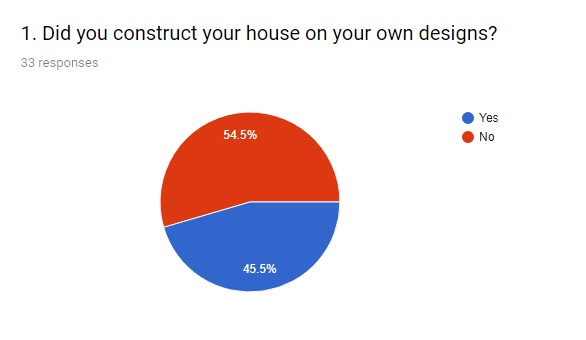 1. Did you construct your house on your own designs?
33 responses
Yes
No
54.5%
45.5%